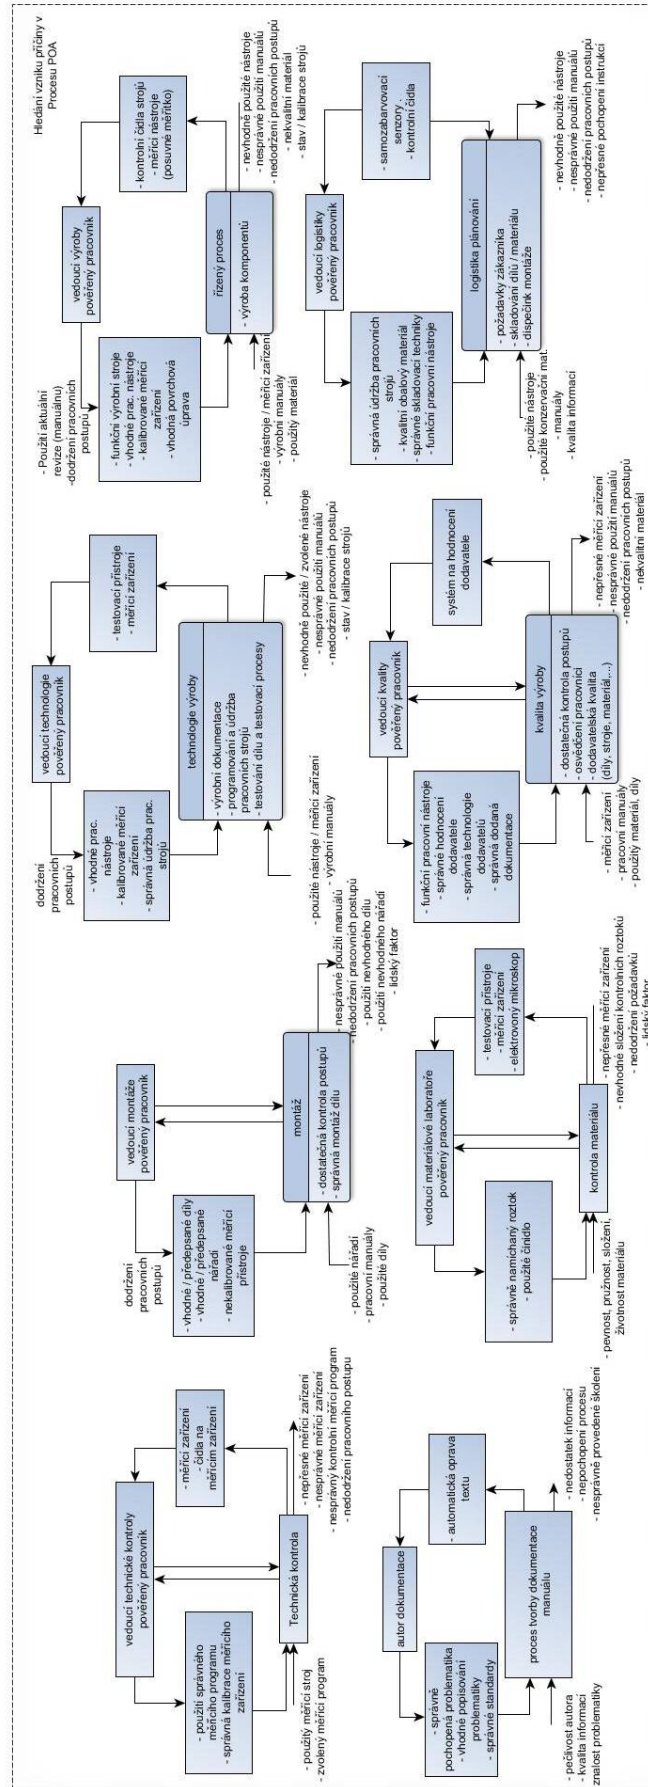 Hledání vzniku příčiny v
Procesu POA
vedoucí technické kontroly
pověřený pracovník
- použití správného
měřicího programu
- správná kalibrace měřicího
zařízení
- měřicí zařízení
- čidla na
měřicím zařízení
Technická kontrola
- použitý měřicí stroj
- zvolený měřicí program
- nepřesné měřicí zařízení
- nesprávné měřicí zařízení
- nesprávný kontrolní měřicí program
- nedodržení pracovního postupu
dodržení
pracovních
postupů
vedoucí montáže
pověřený pracovník
- vhodné / předepsané díly
- vhodné / předepsané
nářadí
- nekalibrované měřicí
přístroje
montáž
- dostatečná kontrola postupů
- správná montáž dílu
- použité nářadí
- pracovní manuály
- použité díly
- nesprávné použití manuálů
- nedodržení pracovních postupů
- použití nevhodného dílu
- použití nevhodného nářadí
- lidský faktor
dodržení
pracovních
postupů
vedoucí technologie
pověřený pracovník
- vhodné prac.
nástroje
- kalibrované měřicí
zařízení
- správná údržba prac.
strojů
- testovací přístroje
- měřicí zařízení
technologie výroby
- výrobní dokumentace
- programování a údržba
pracovních strojů
- testování dílu a testovací procesy
- použité nástroje / měřicí zařízení
- výrobní manuály
- nevhodné použité / zvolené nástroje
- nesprávné použití manuálů
- nedodržení pracovních postupů
- stav / kalibrace strojů
- Použití aktuální
revize (manuálnu)
-dodržení pracovních
postupů
vedoucí výroby
pověřený pracovník
- funkční výrobní stroje
- vhodné prac. nástroje
- kalibrované měřicí
zařízení
- vhodná povrchová
úprava
- kontrolní čidla strojů
- měřicí nástroje
(posuvné měřítko)
řízený proces
- výroba komponentů
- použité nástroje / měřicí zařízení
- výrobní manuály
- použitý materiál
- nevhodné použité nástroje
- nesprávné použití manuálů
- nedodržení pracovních postupů
- nekvalitní materiál
- stav / kalibrace strojů
autor dokumentace
- správně
pochopená problematika
- vhodné popisování
problematiky
- správné standardy
- automatická oprava
textu
proces tvorby dokumentace
manuálu
- pečlivost autora
- kvalita informací
znalost problematiky
- nedostatek informací
- nepochopení procesu
- nesprávně provedené školení
vedoucí materiálové laboratoře
pověřený pracovník
- správně namíchaný roztok
- použité činidlo
- testovací přístroje
- měřicí zařízení
- elektrovový mikroskop
kontrola materiálu
- pevnost, pružnost, složení,
životnost materiálu
- nepřesné měřicí zařízení
- nevhodné složení kontrolních roztoků
- nedodržení požadavků
- lidský faktor
vedoucí kvality
pověřený pracovník
- funkční pracovní nástroje
- správné hodnocení
dodavatele
- správná technologie
dodavatelů
- správná dodaná
dokumentace
systém na hodnocení
dodavatele
kvalita výroby
- dostatečná kontrola postupů
- osvědčení pracovníci
- dodavatelská kvalita
(díly, stroje, materiál,...)
- měřicí zařízení
- pracovní manuály
- použitý materiál, díly
- nepřesné měřicí zařízení
- nesprávné použití manuálů
- nedodržení pracovních postupů
- nekvalitní materiál
vedoucí logistiky
pověřený pracovník
- správná údržba pracovních
strojů
- kvalitní obalový materiál
- správné skladovací techniky
- funkční pracovní nástroje
- samozabarvovací
senzory .
- kontrolní čidla
logistika plánování
- požadavky zákazníka
- skladování dílů / materiálu
- dispečink montáže
- použité nástroje
- použité konzervační mat.
- manuály
- kvalita informací
- nevhodné použité nástroje
- nesprávné použití manuálů
- nedodržení pracovních postupů
- nepřesné pochopení instrukcí